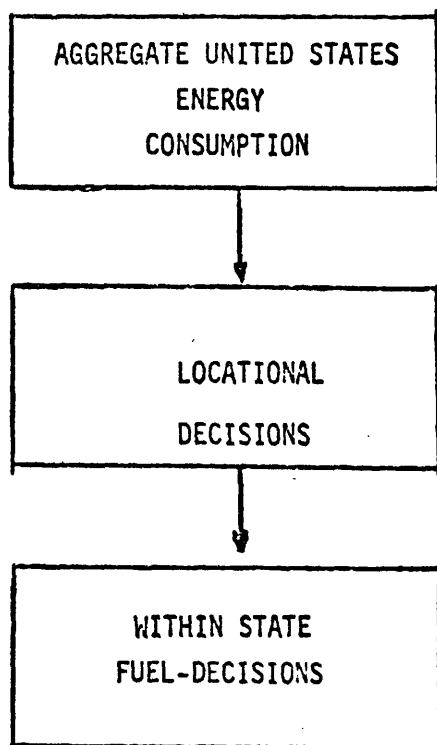 AGGREGATE UNITED STATES
ENERGY
CONSUMPTION
LOCATIONAL
DECISIONS
WITHIN STATE
FUEL-DECISIONS